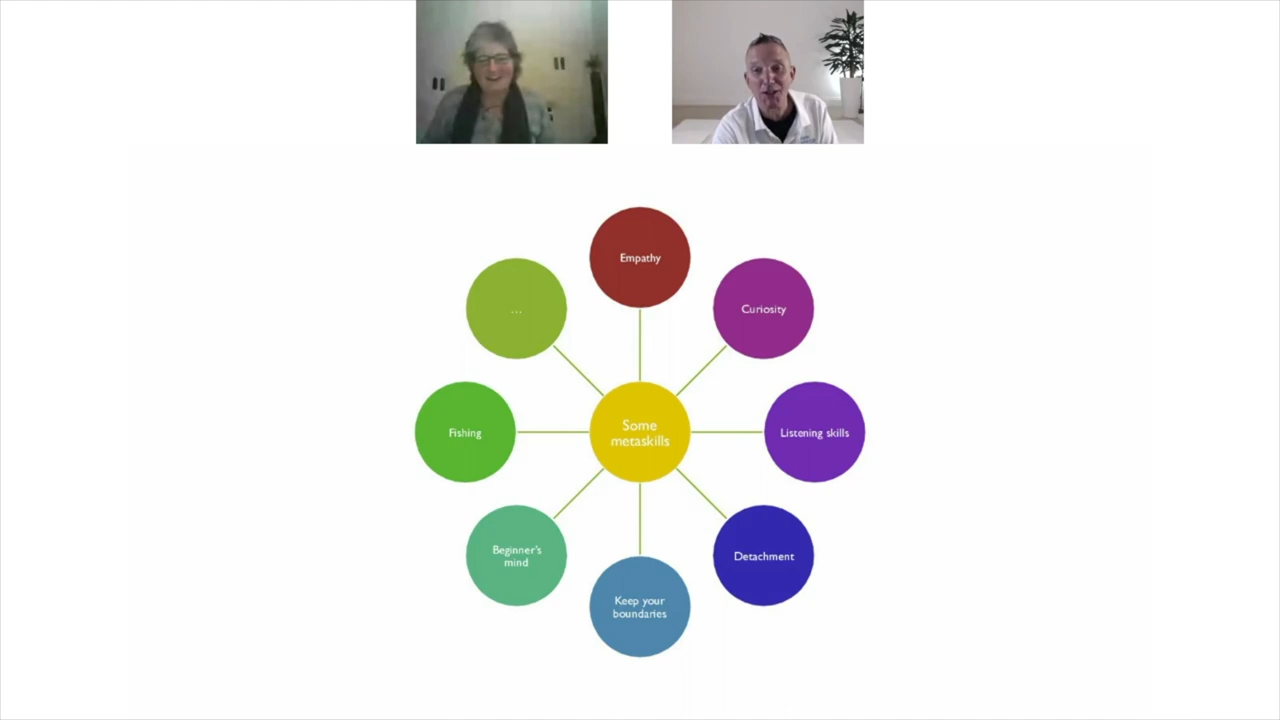 Empathy
...
Curiosity
Fishing
Some
metaskills
Listening skills
Beginner's
mind
Detachment
Keep your
boundaries